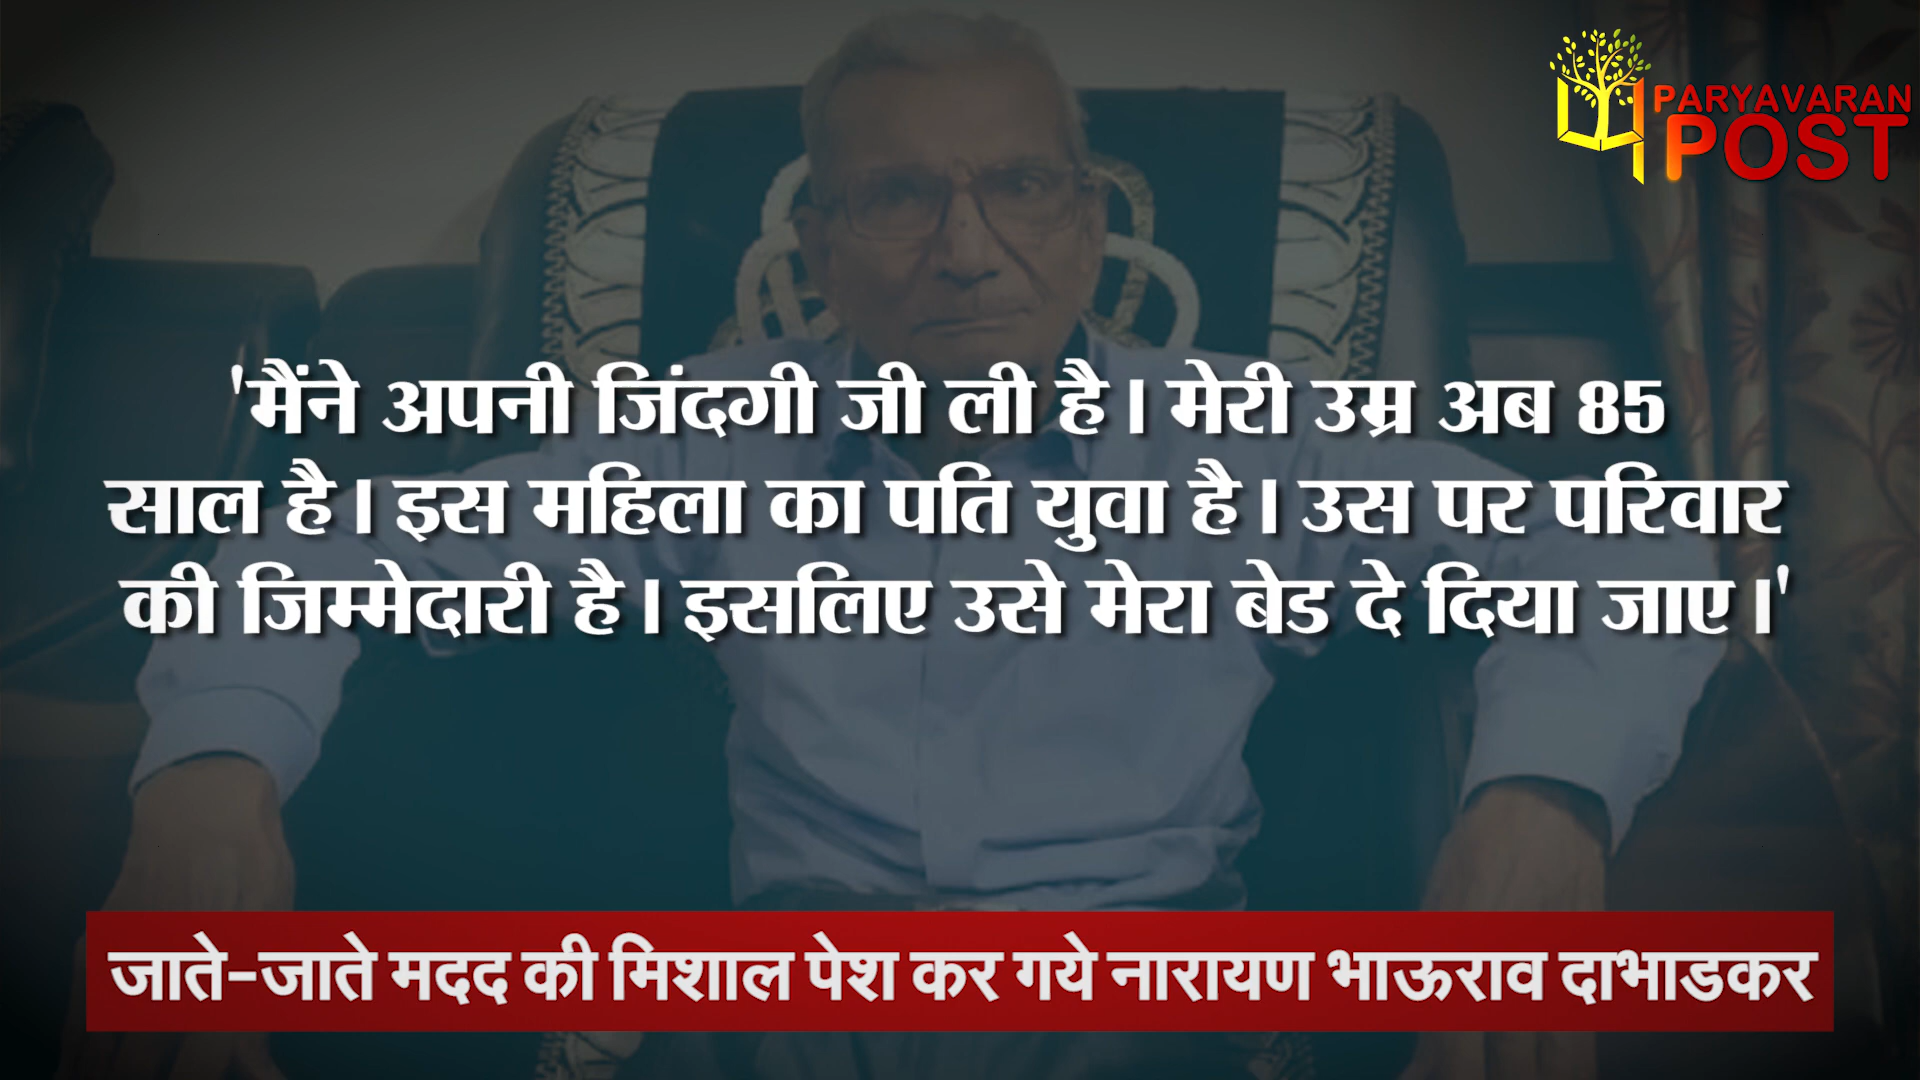 PARYAVARAN
POST
'मैंने अपनी जिंदगी जी ली है। मेरी उम्र अब 85
साल है। इस महिला का पति युवा है। उस पर परिवार
की जिम्मेदारी है। इसलिए उसे मेरा बेड दे दिया जाए।'
जाते-जाते मदद की मिशाल पेश कर गये नारायण भाऊराव दाभाडकर